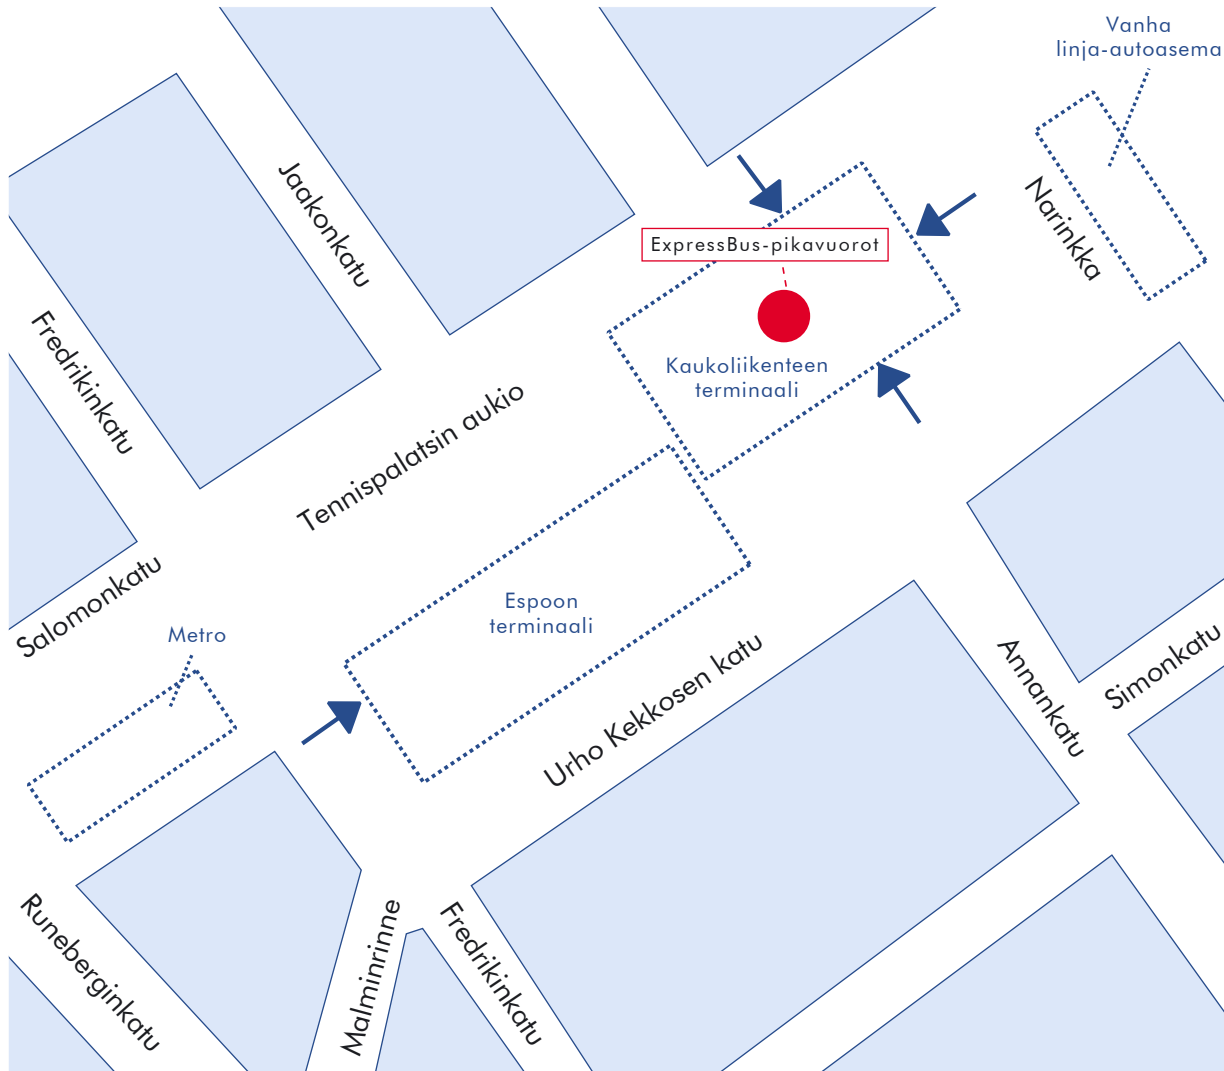 Vanha
linja-autoasema
Jaakonkatu
Narinkka
ExpressBus-pikavuorot
Fredrikinkatu
Kaukoliikenteen
terminaali
Tennispalatsin aukio
Salomonkatu
Espoon
terminaali
Metro
Urho Kekkosen katu
Annankatu
Simonkatu
Runeberginkatu
Malminrinne
Fredrikinkatu